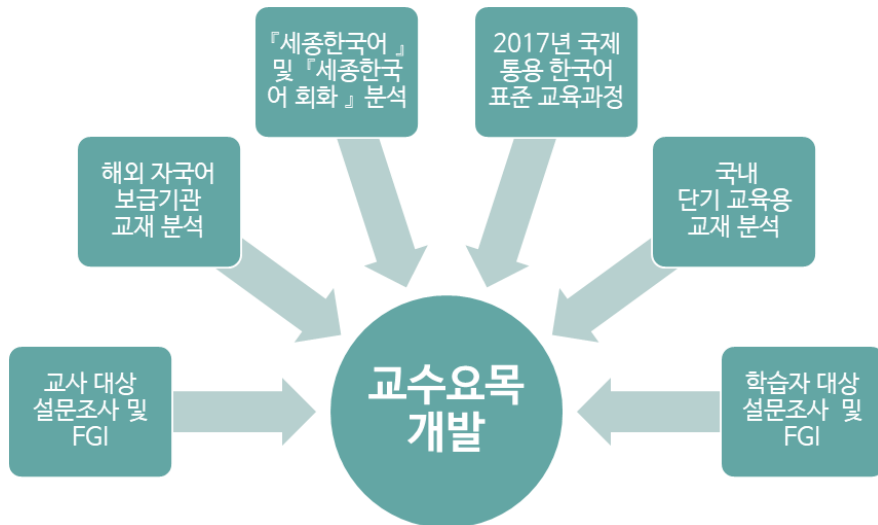 『세종한국어 』
및 『세종한국
어 회화 』 분석
2017년 국제
통용 한국어
표준 교육과정
해외 자국어
보급기관
교재 분석
국내
단기 교육용
교재 분석
교사 대상
설문조사 및
FGI
교수요목
개발
학습자 대상
설문조사 및
FGI